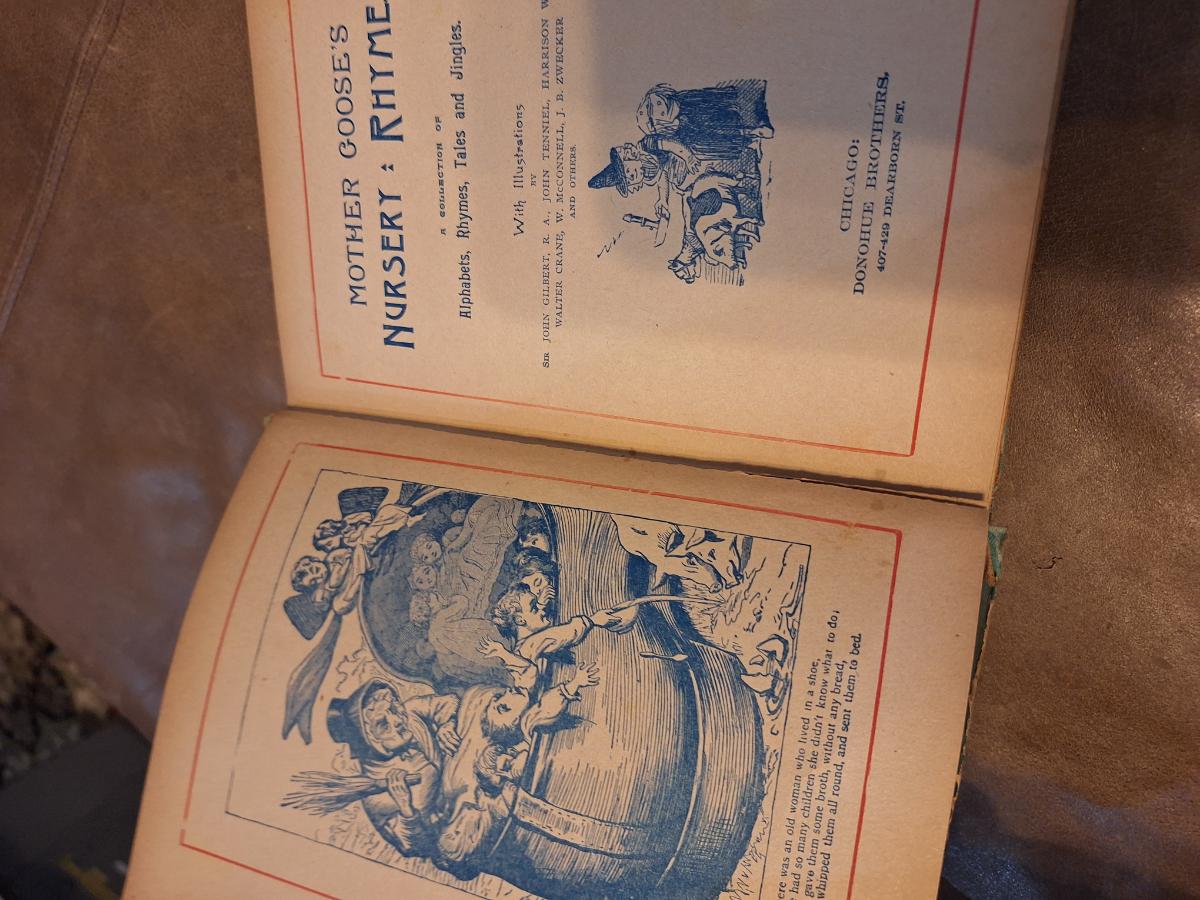 ere was an old woman who lived in a shoe,
had so many children she didn't know what to do;
gave them some broth, without any bread,
whipped them all round, and sent them to bed.
MOTHER GOOSE'S
NURSERY : RHYME
A COLLECTION OF
Alphabets, Rhymes, Tales and Jingles.
With Illustrations
BY
SIR JOHN GILBERT, R. A., JOHN TENNIEL, HARRISON W
WALTER CRANE, W. McCONNELL, J. B. ZWECKER
AND OTHERS.
CHICAGO:
DONOHUE BROTHERS,
407-429 DEARBORN ST.